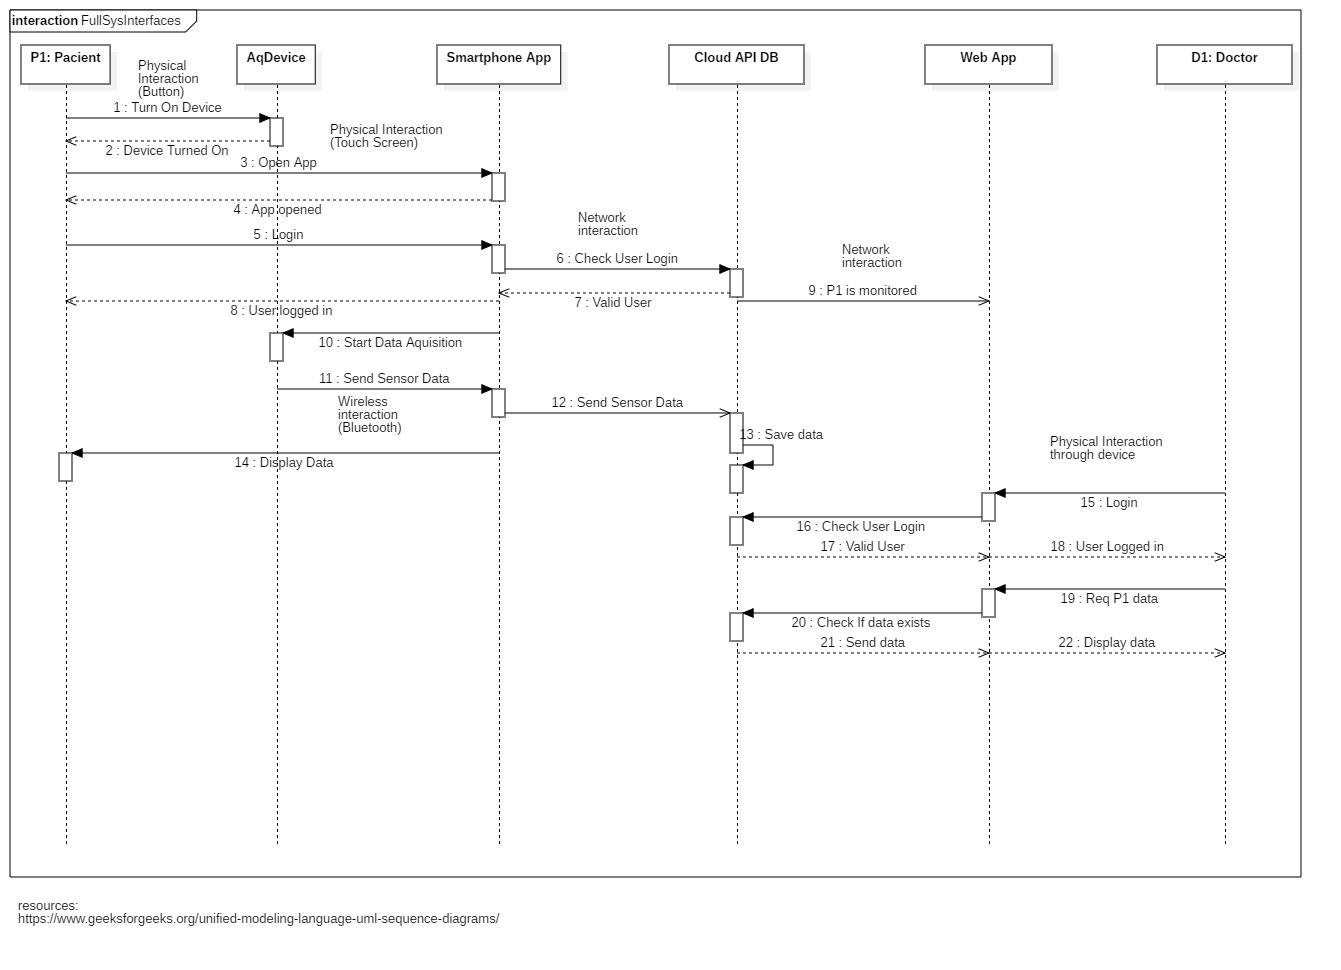 interaction FullSysInterfaces
P1: Pacient
AqDevice
Smartphone App
Cloud API DB
Web App
D1: Doctor
Physical
Interaction
(Button)
1 : Turn On Device
Physical Interaction
(Touch Screen)
2 : Device Turned On
3 : Open App
4 : App opened
Network
interaction
5 : Login
6 : Check User Login
Network
interaction
7 : Valid User
9 : P1 is monitored
8 : User logged in
10 : Start Data Aquisition
11 : Send Sensor Data
Wireless
interaction
(Bluetooth)
12 : Send Sensor Data
13 : Save data
14 : Display Data
Physical Interaction
through device
15 : Login
16 : Check User Login
17 : Valid User
18 : User Logged in
19 : Req P1 data
20 : Check If data exists
21 : Send data
22 : Display data
resources:
https://www.geeksforgeeks.org/unified-modeling-language-uml-sequence-diagrams/